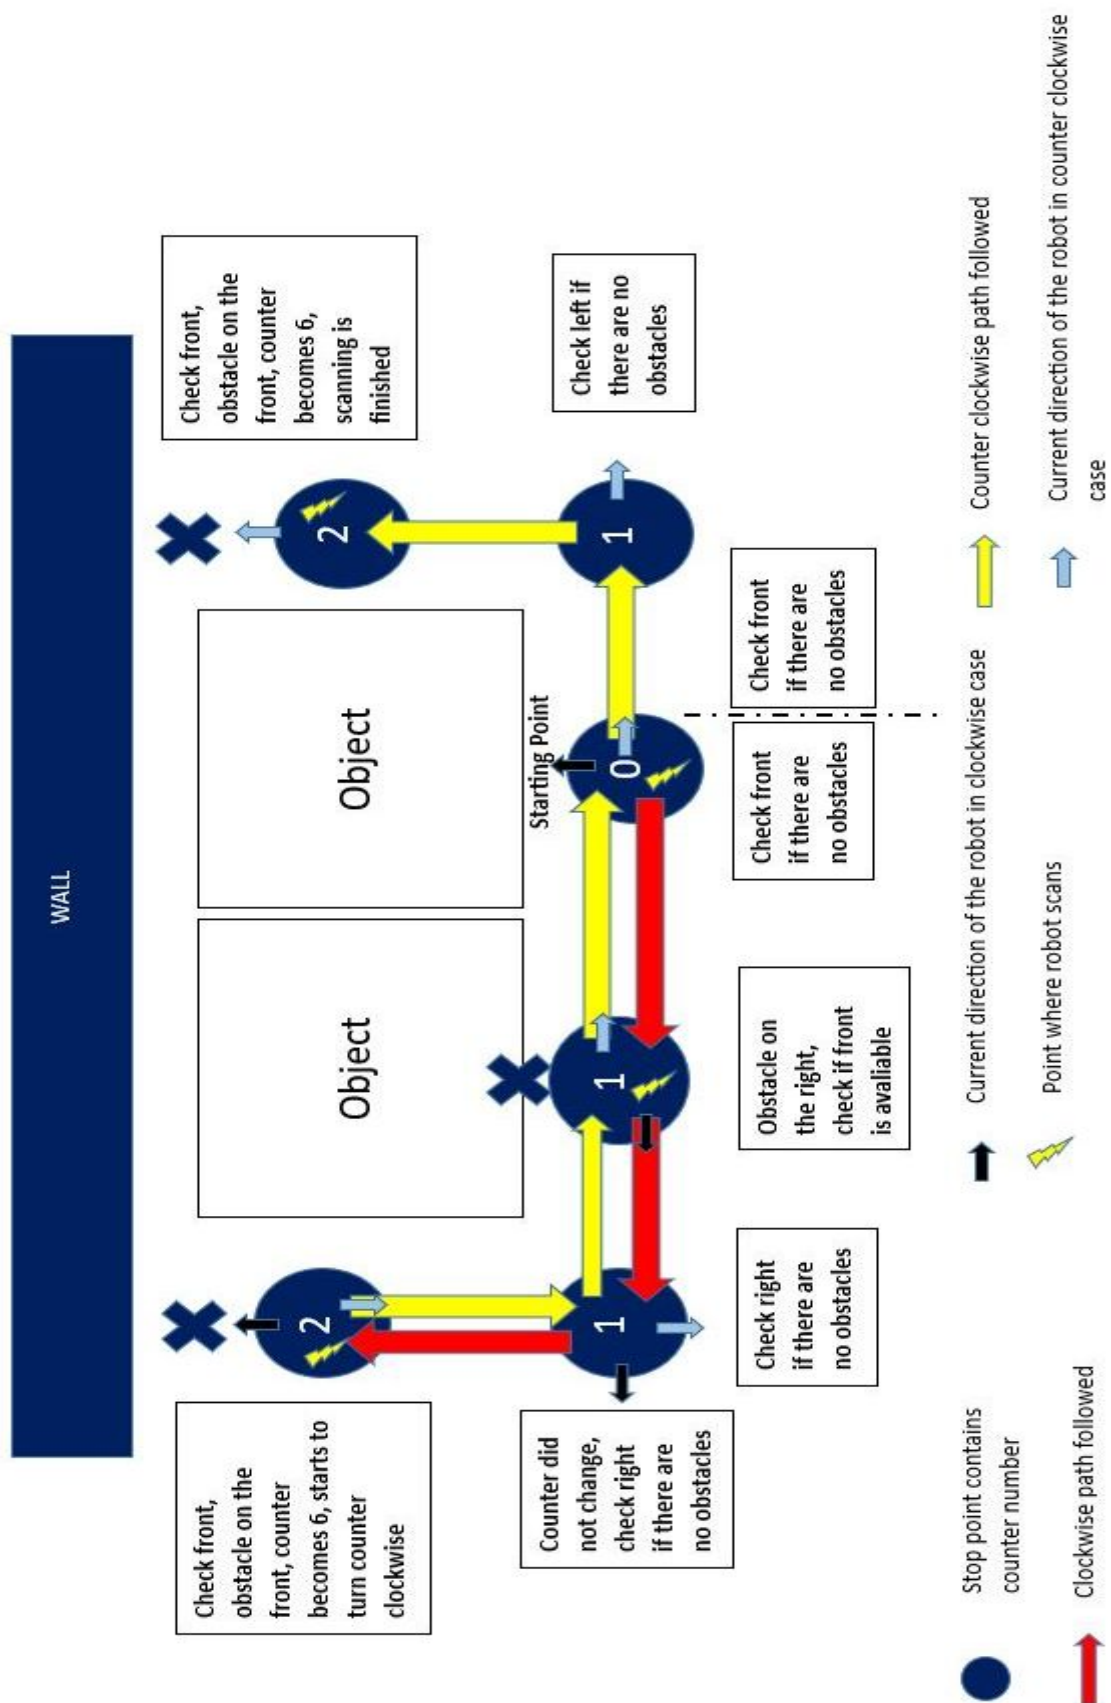 WALL
Check front,
obstacle on the
front, counter
becomes 6, starts to
turn counter
clockwise
2
Object
Object
2
Check front,
obstacle on the
front, counter
becomes 6,
scanning is
finished
Starting Point
Counter did
not change,
check right
if there are
no obstacles
1
1
0
1
Check left if
there are no
obstacles
Check right
if there are
no obstacles
Obstacle on
the right,
check if front
is avaliable
Check front
if there are
no obstacles
Check front
if there are
no obstacles
Stop point contains
counter number
Current direction of the robot in clockwise case
Counter clockwise path followed
Clockwise path followed
Point where robot scans
Current direction of the robot in counter clockwise
case